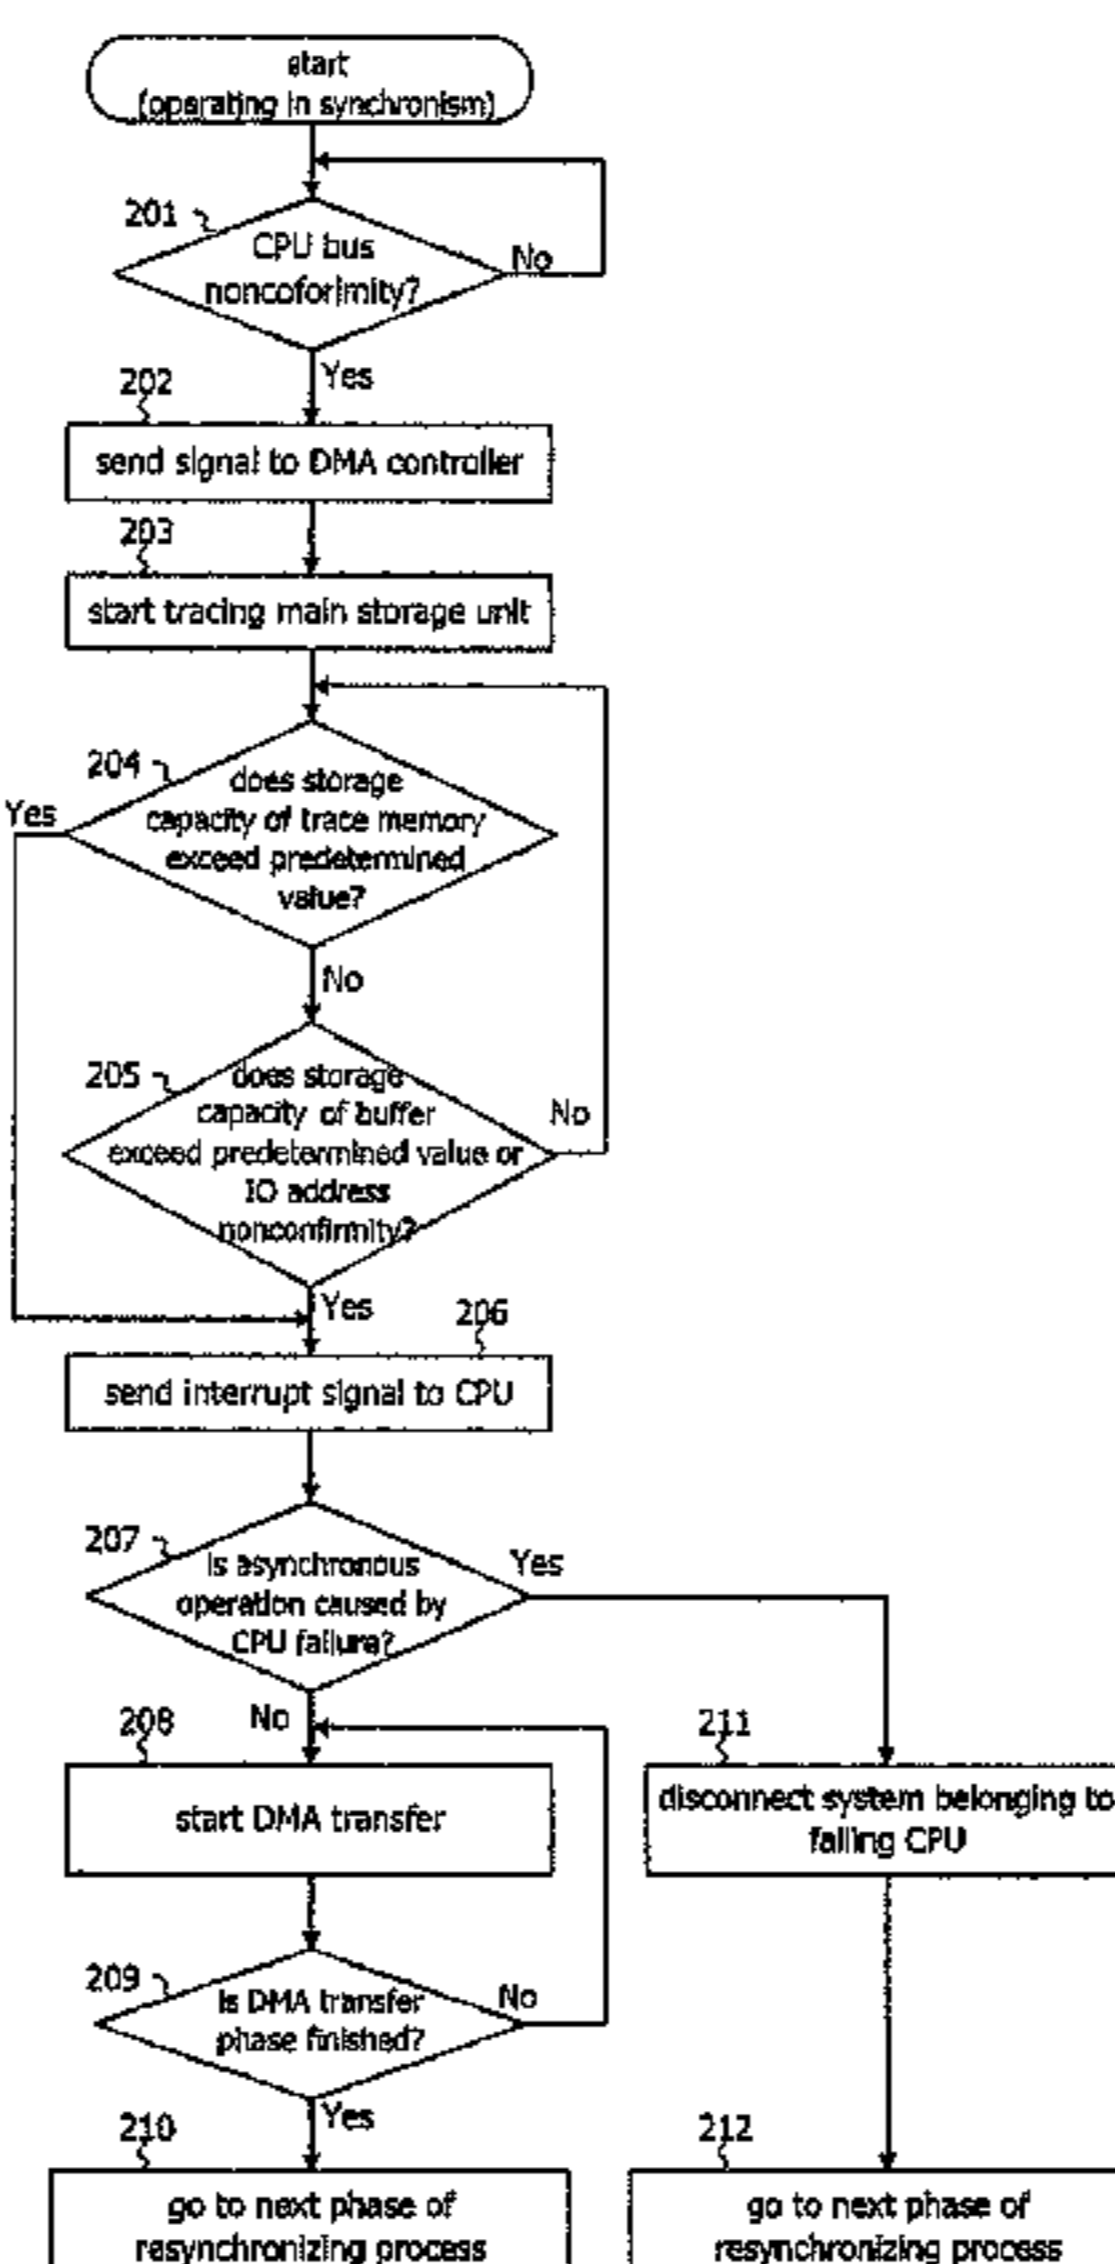 start
(operating in synchronism)
201
CPU bus
noncoforimity?
No
Yes
202
send signal to DMA controller
203
start tracing main storage unit
204
does storage
capacity of trace memory
exceed predetermined
value?
Yes
No
205
does storage
capacity of buffer
exceed predetermined value or
IO address
nonconfirmity?
No
Yes
206
send interrupt signal to CPU
207
is asynchronous
operation caused by
CPU failure?
Yes
No
208
start DMA transfer
211
disconnect system belonging to
failing CPU
209
is DMA transfer
phase finished?
No
Yes
210
go to next phase of
resynchronizing process
212
go to next phase of
resynchronizing process